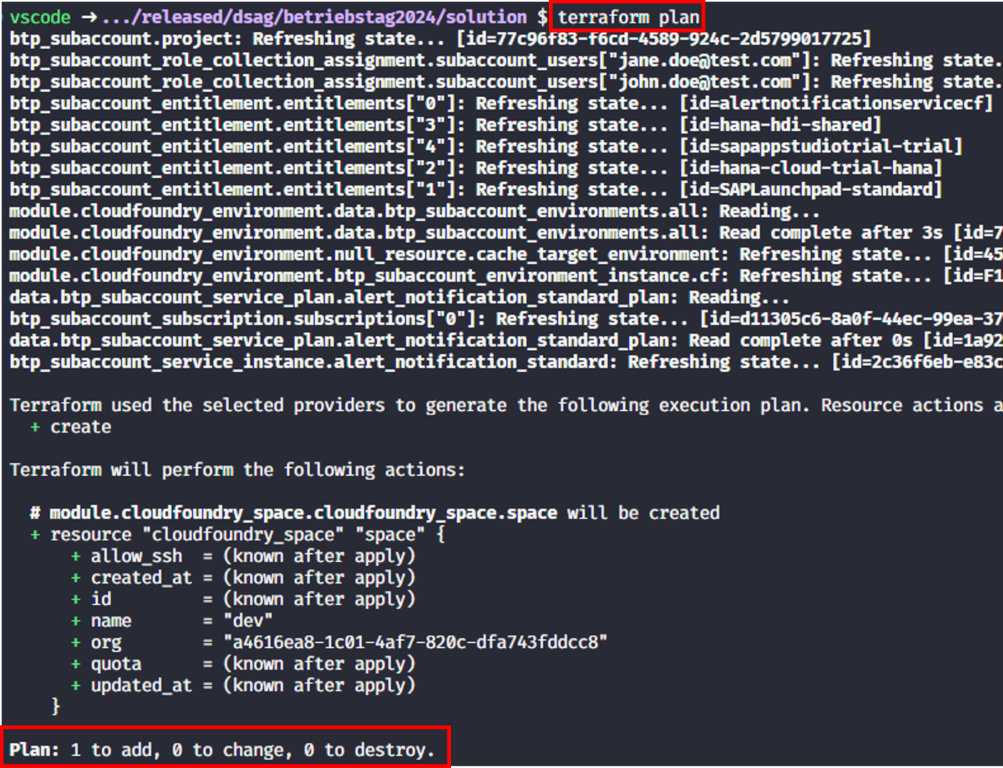 vscode ➜ .../released/dsag/betriebstag2024/solution $ terraform plan
btp_subaccount.project: Refreshing state... [id=77c96f83-f6cd-4589-924c-2d5799017725]
btp_subaccount_role_collection_assignment.subaccount_users["jane.doe@test.com"]: Refreshing state.
btp_subaccount_role_collection_assignment.subaccount_users["john.doe@test.com"]: Refreshing state.
btp_subaccount_entitlement.entitlements["0"]: Refreshing state... [id=alertnotificationservicecf]
btp_subaccount_entitlement.entitlements["3"]: Refreshing state... [id=hana-hdi-shared]
btp_subaccount_entitlement.entitlements["4"]: Refreshing state... [id=sapappstudiotrial-trial]
btp_subaccount_entitlement.entitlements["2"]: Refreshing state... [id=hana-cloud-trial-hana]
btp_subaccount_entitlement.entitlements["1"]: Refreshing state... [id=SAPLaunchpad-standard]
module.cloudfoundry_environment.data.btp_subaccount_environments.all: Reading...
module.cloudfoundry_environment.data.btp_subaccount_environments.all: Read complete after 3s [id=7
module.cloudfoundry_environment.null_resource.cache_target_environment: Refreshing state... [id=45
module.cloudfoundry_environment.btp_subaccount_environment_instance.cf: Refreshing state... [id=F1
data.btp_subaccount_service_plan.alert_notification_standard_plan: Reading...
btp_subaccount_subscription.subscriptions["0"]: Refreshing state... [id=d11305c6-8a0f-44ec-99ea-37
data.btp_subaccount_service_plan.alert_notification_standard_plan: Read complete after 0s [id=1a92
btp_subaccount_service_instance.alert_notification_standard: Refreshing state... [id=2c36f6eb-e83c
Terraform used the selected providers to generate the following execution plan. Resource actions a
+ create
Terraform will perform the following actions:
# module.cloudfoundry_space.cloudfoundry_space.space will be created
+ resource "cloudfoundry_space" "space" {
+ allow_ssh = (known after apply)
+ created_at = (known after apply)
+ id = (known after apply)
+ name = "dev"
+ org = "a4616ea8-1c01-4af7-820c-dfa743fddcc8"
+ quota = (known after apply)
+ updated_at = (known after apply)
}
Plan: 1 to add, 0 to change, 0 to destroy.